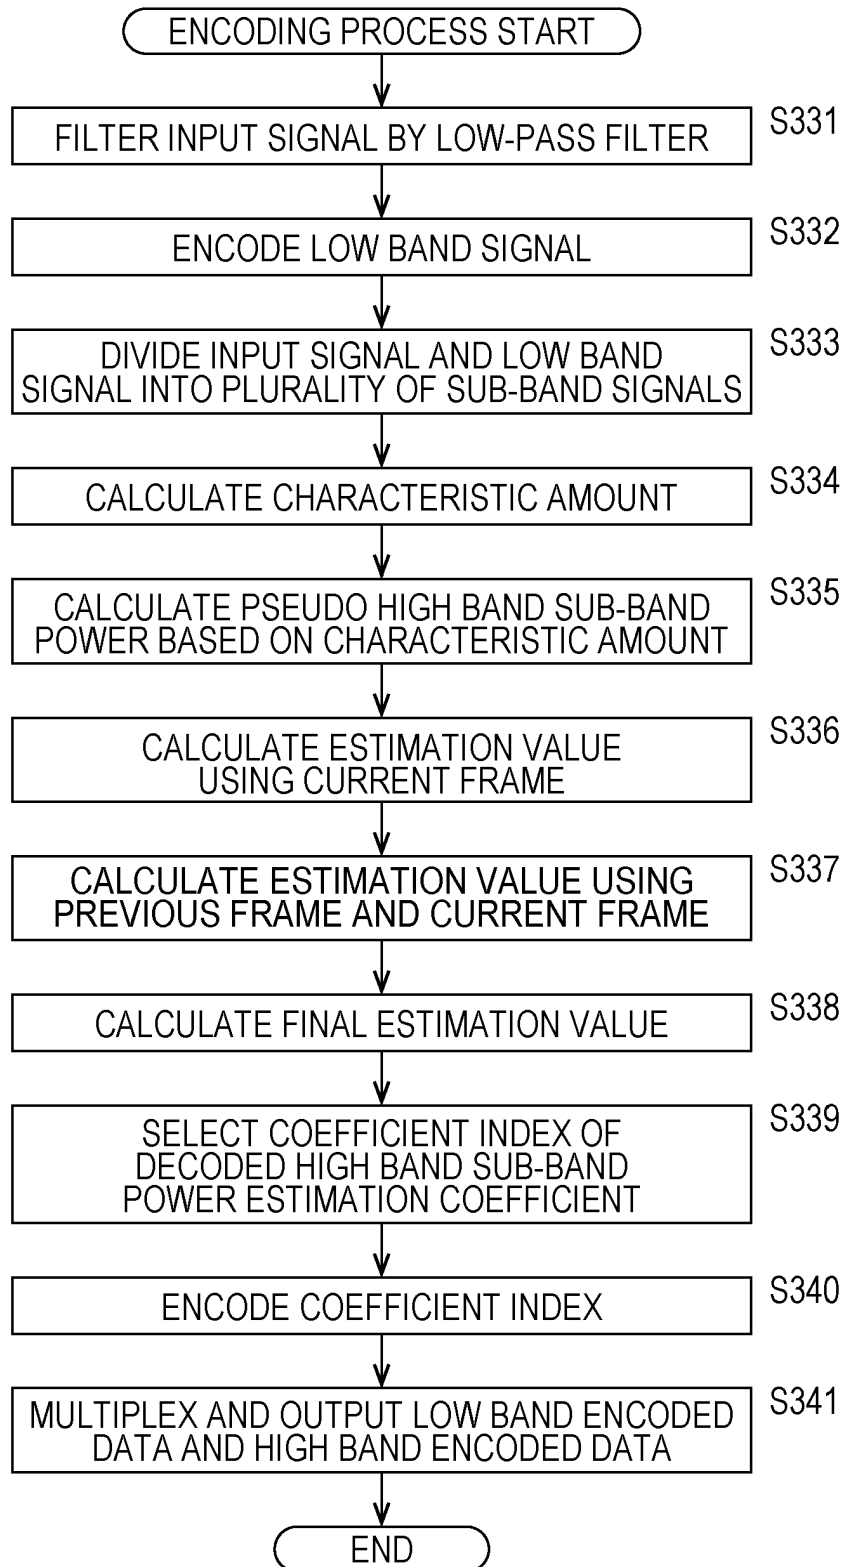 ENCODING PROCESS START
FILTER INPUT SIGNAL BY LOW-PASS FILTER
S331
ENCODE LOW BAND SIGNAL
S332
DIVIDE INPUT SIGNAL AND LOW BAND
SIGNAL INTO PLURALITY OF SUB-BAND SIGNALS
S333
CALCULATE CHARACTERISTIC AMOUNT
S334
CALCULATE PSEUDO HIGH BAND SUB-BAND
POWER BASED ON CHARACTERISTIC AMOUNT
S335
CALCULATE ESTIMATION VALUE
USING CURRENT FRAME
S336
CALCULATE ESTIMATION VALUE USING
PREVIOUS FRAME AND CURRENT FRAME
S337
CALCULATE FINAL ESTIMATION VALUE
S338
SELECT COEFFICIENT INDEX OF
DECODED HIGH BAND SUB-BAND
POWER ESTIMATION COEFFICIENT
S339
ENCODE COEFFICIENT INDEX
S340
MULTIPLEX AND OUTPUT LOW BAND ENCODED
DATA AND HIGH BAND ENCODED DATA
S341
END